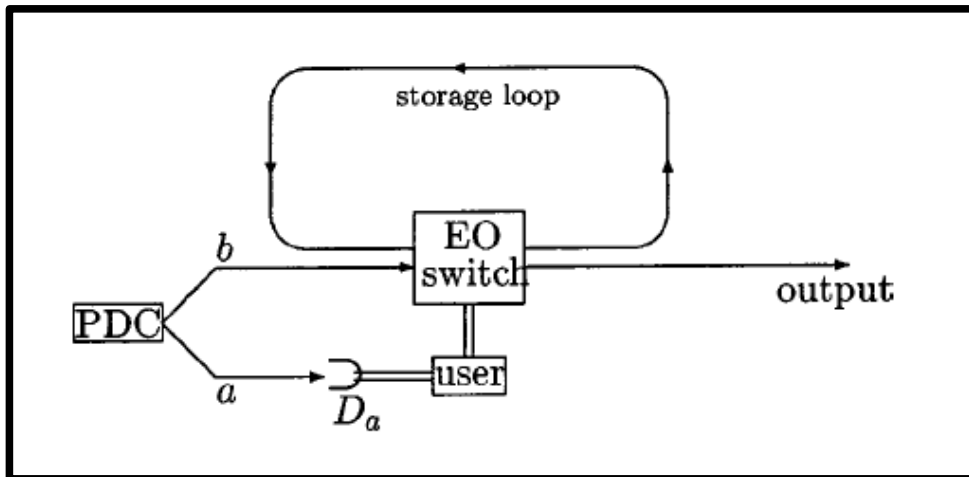 storage loop
EO
switch
b
output
PDC
user
a
D_a